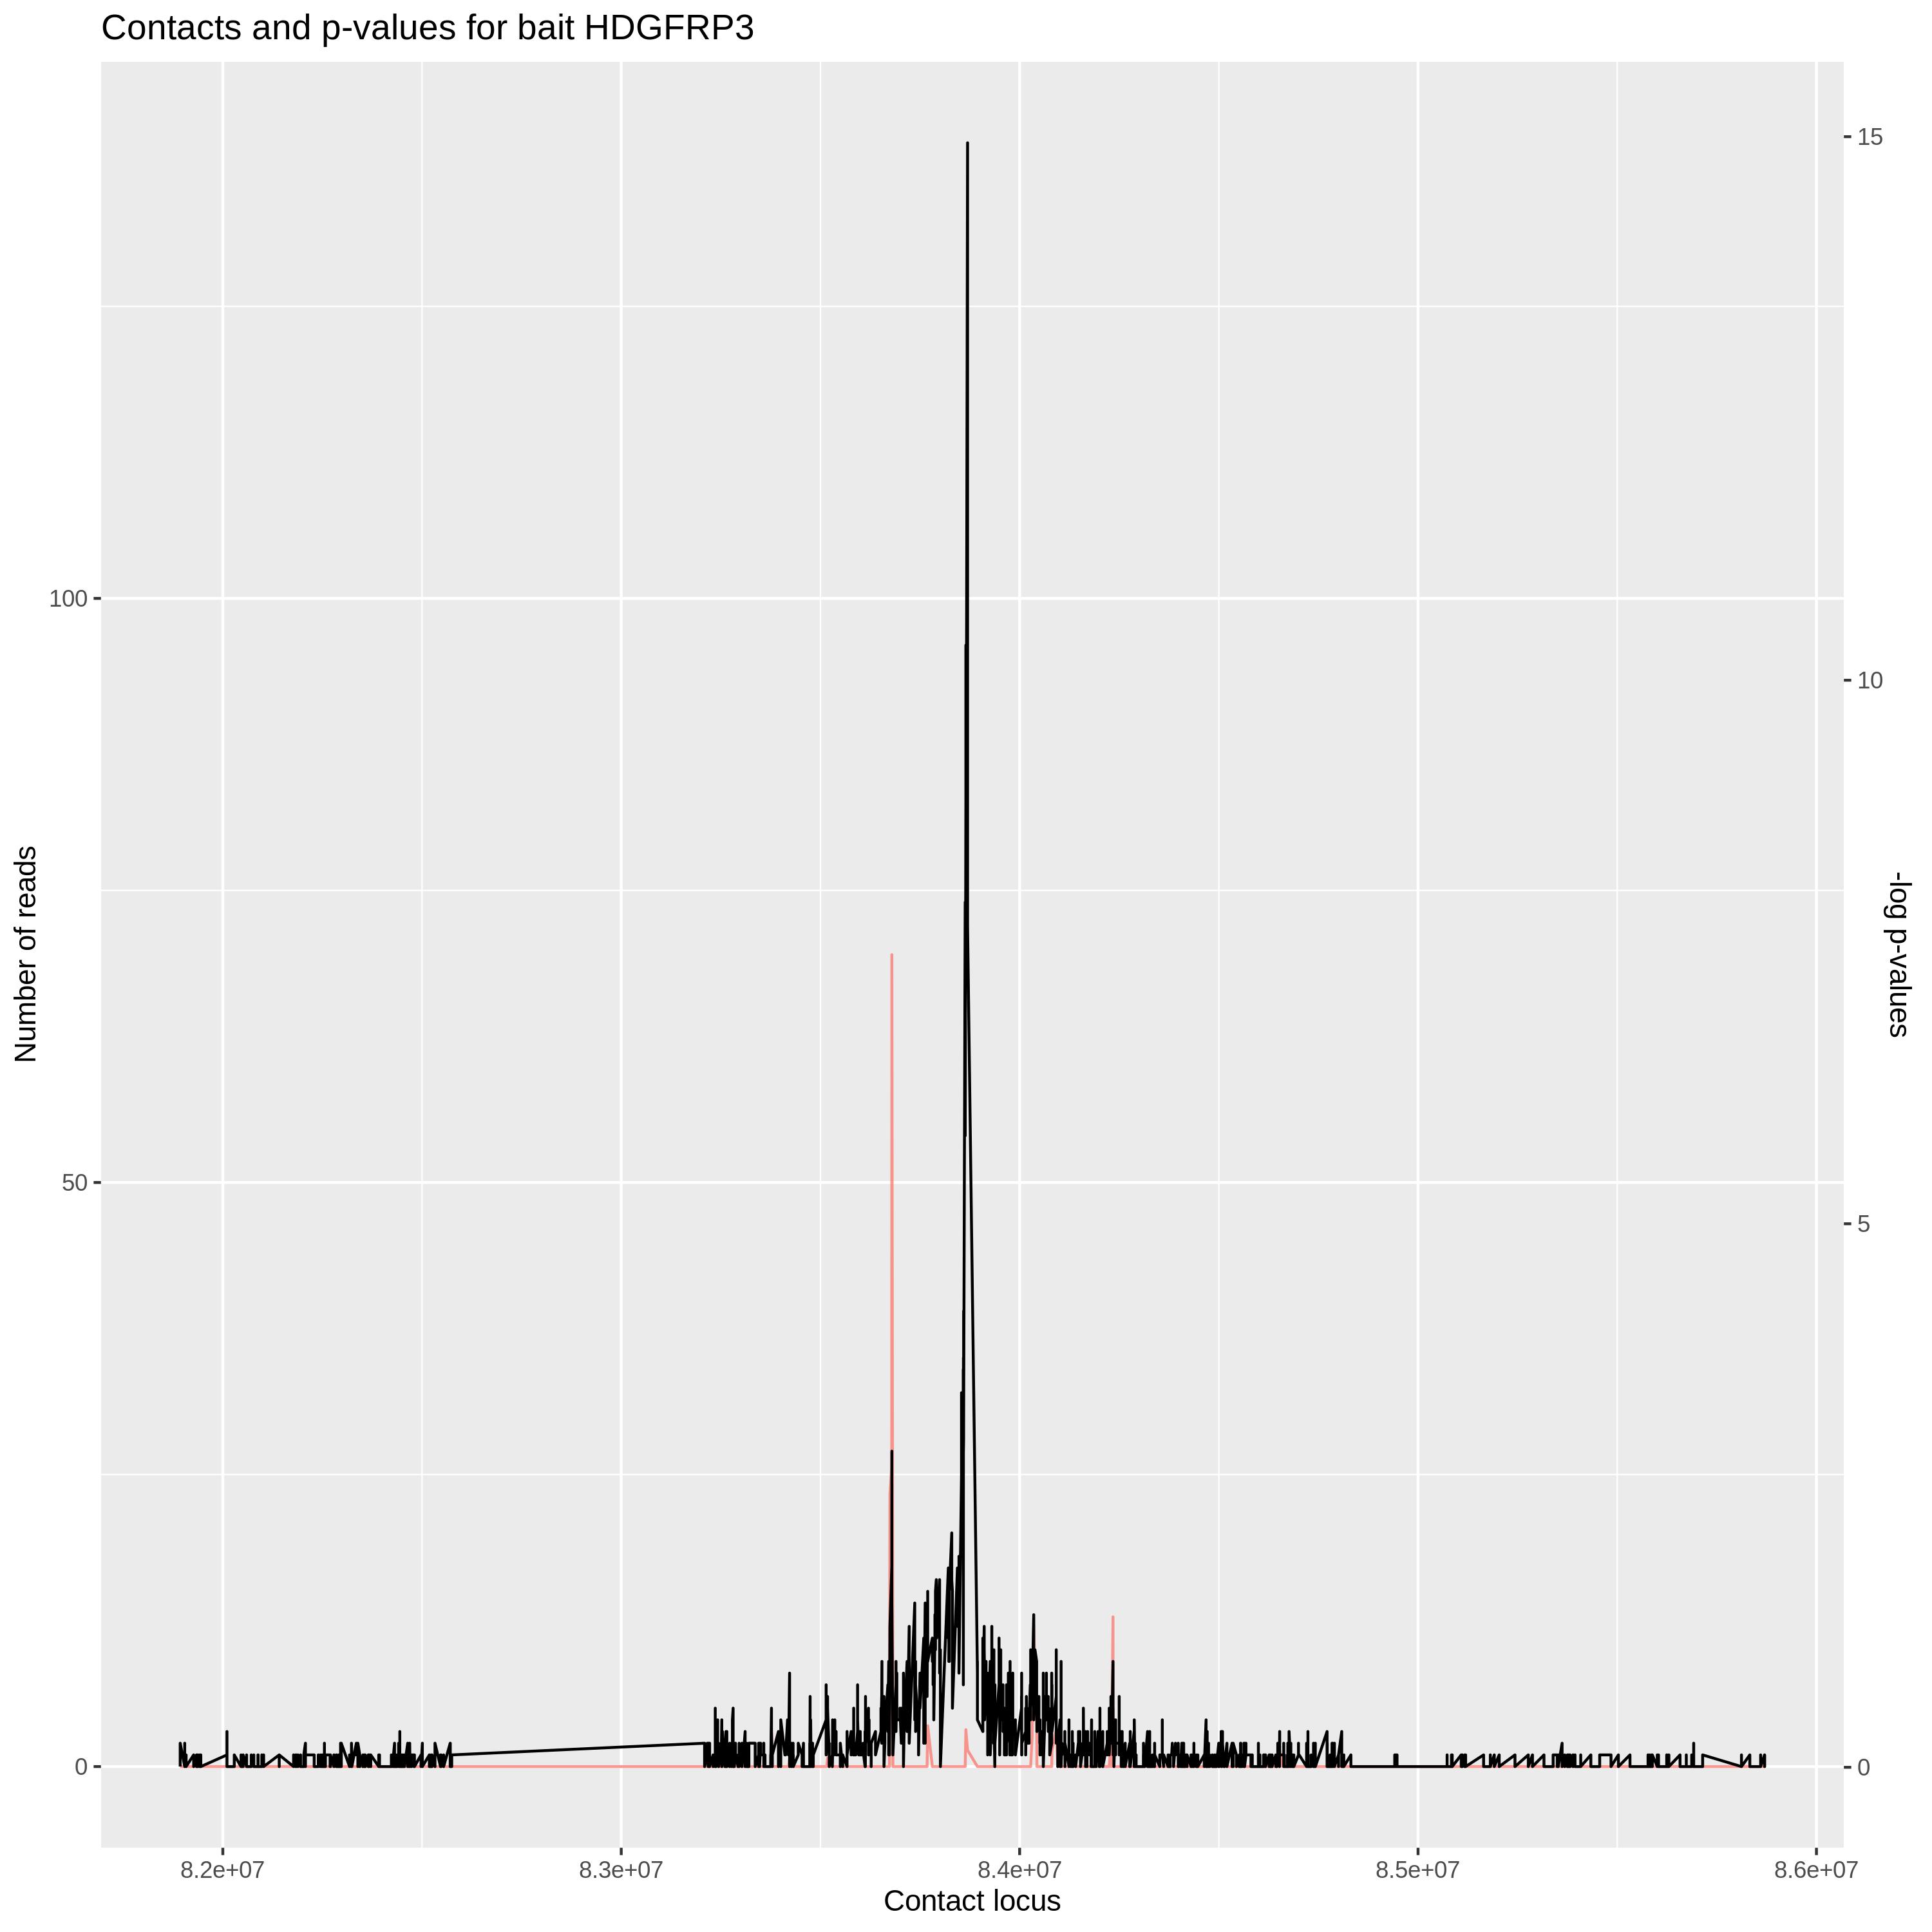 Contacts and p-values for bait HDGFRP3
Number of reads
100
50
0
15
10
5
0
-log p-values
8.2e+07
8.3e+07
8.4e+07
8.5e+07
8.6e+07
Contact locus